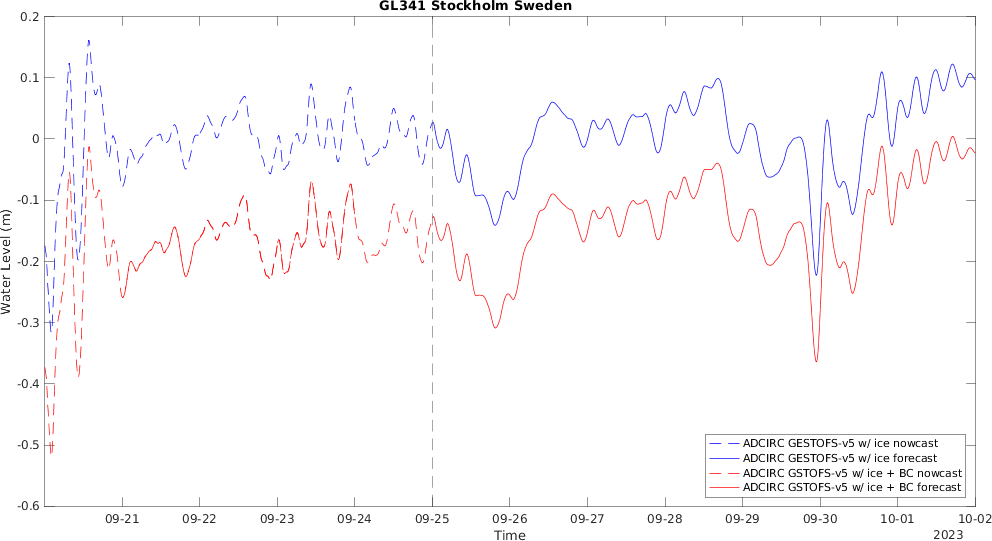 GL341 Stockholm Sweden
0.2
0.1
0
-0.1
-0.2
-0.3
-0.4
-0.5
-0.6
Water Level (m)
ADCIRC GESTOFS-v5 w/ ice nowcast
ADCIRC GESTOFS-v5 w/ ice forecast
ADCIRC GSTOFS-v5 w/ ice + BC nowcast
ADCIRC GSTOFS-v5 w/ ice + BC forecast
09-21 09-22 09-23 09-24 09-25 09-26 09-27 09-28 09-29 09-30 10-01 10-02
Time
2023